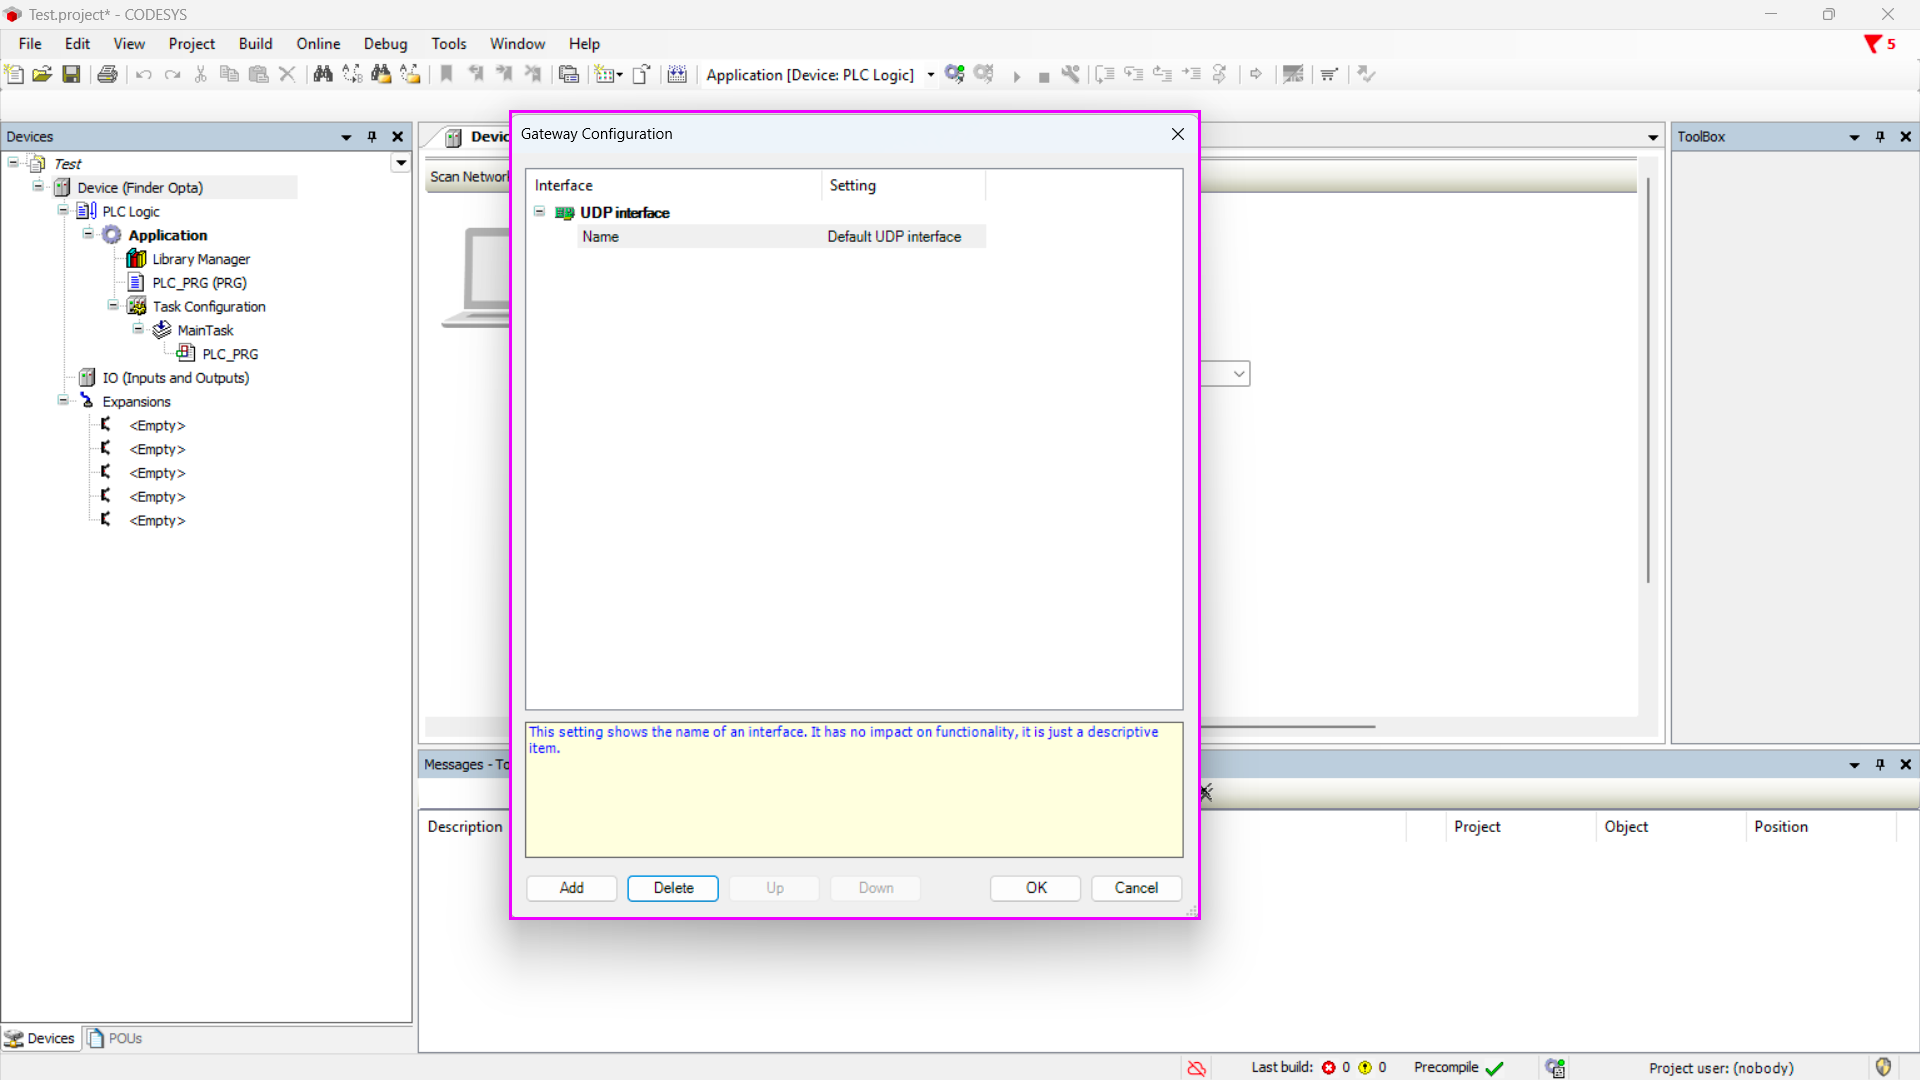 Test.project* - CODESYS
File Edit View Project Build Online Debug Tools Window Help
5
Application [Device: PLC Logic]
Devices
Test
Device (Finder Opta)
PLC Logic
Application
Library Manager
PLC_PRG (PRG)
Task Configuration
MainTask
PLC_PRG
IO (Inputs and Outputs)
Expansions
<Empty>
<Empty>
<Empty>
<Empty>
<Empty>
Devices POUs
Scan Network
Gateway Configuration
Interface Setting
UDP interface
Name Default UDP interface
This setting shows the name of an interface. It has no impact on functionality, it is just a descriptive
item.
Add Delete Up Down OK Cancel
ToolBox
Messages -
Description Project Object Position
Last build: 0 0 Precompile Project user: (nobody)